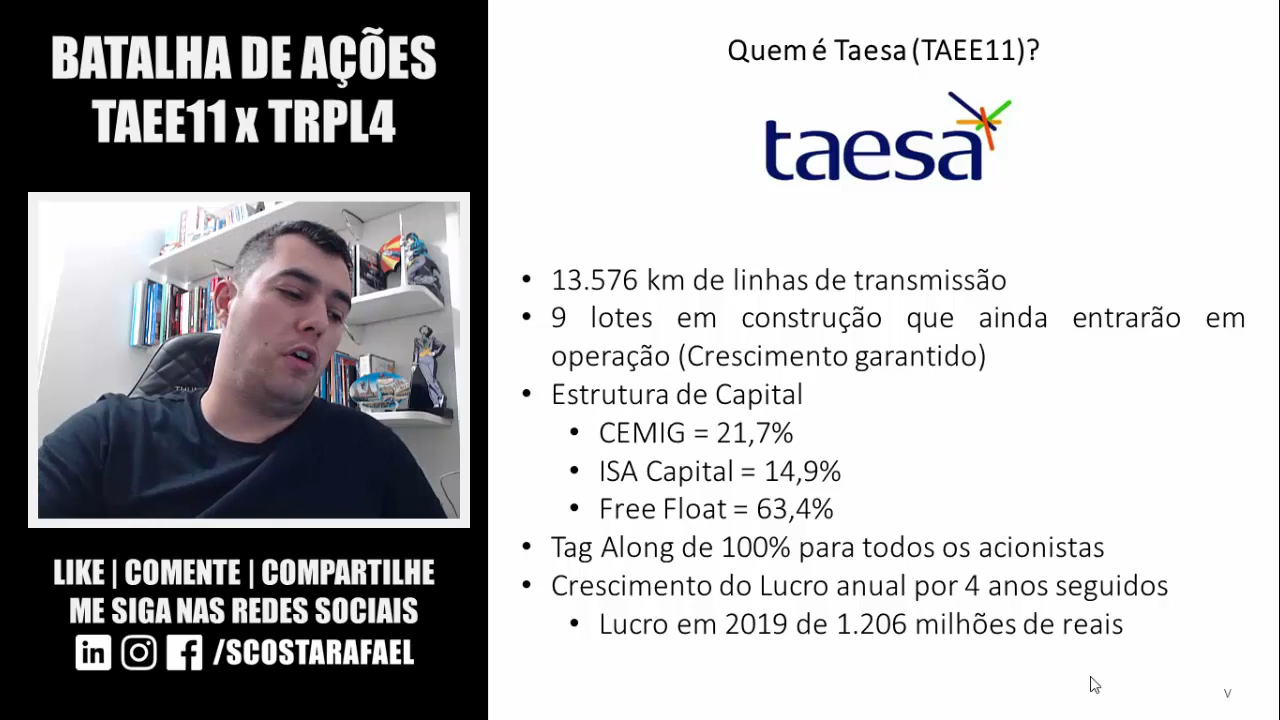 BATALHA DE AÇÕES
TAEE11 x TRPL4
LIKE | COMENTE | COMPARTILHE
ME SIGA NAS REDES SOCIAIS
in f /SCOSTARAFAEL
Quem é Taesa (TAEE11)?
taesa
• 13.576 km de linhas de transmissão
• 9 lotes em construção que ainda entrarão em
operação (Crescimento garantido)
• Estrutura de Capital
• CEMIG = 21,7%
• ISA Capital = 14,9%
• Free Float = 63,4%
• Tag Along de 100% para todos os acionistas
• Crescimento do Lucro anual por 4 anos seguidos
• Lucro em 2019 de 1.206 milhões de reais
V